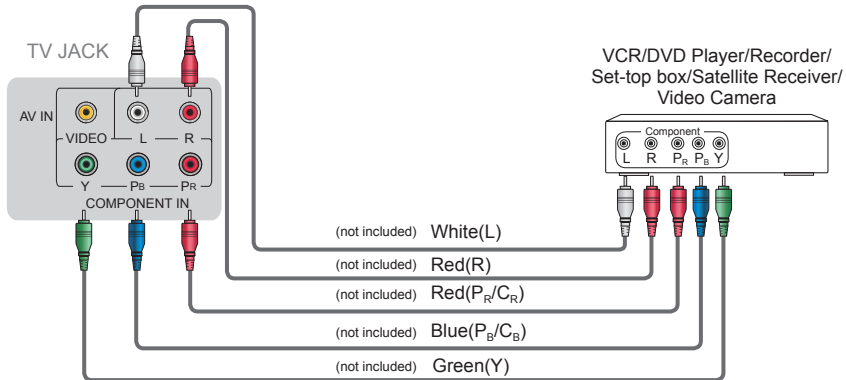 TV JACK
AV IN
VIDEO L R
Y PB PR
COMPONENT IN
VCR/DVD Player/Recorder/
Set-top box/Satellite Receiver/
Video Camera
Component
L R PR PB Y
(not included) White(L)
(not included) Red(R)
(not included) Red(PR/CR)
(not included) Blue(PB/CB)
(not included) Green(Y)